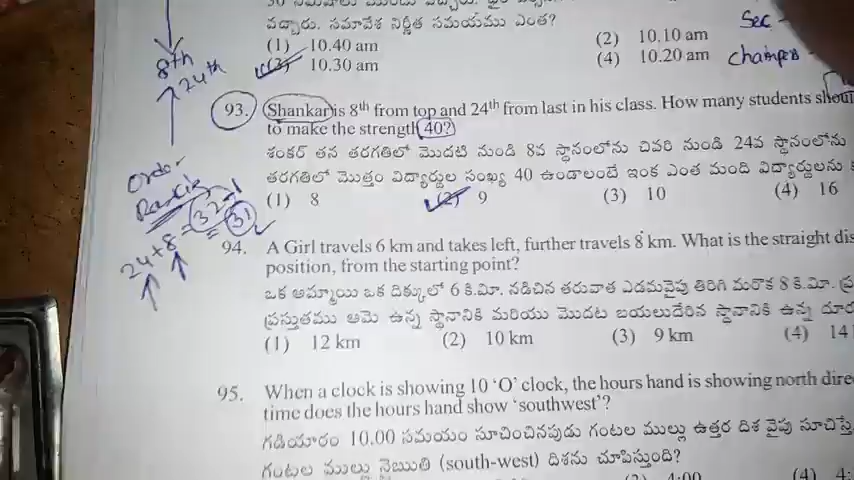 వచ్చారు. సమావేశ నిర్ణీత సమయము ఎంత?
(1) 10.40 am (2) 10.10 am
(3) 10.30 am (4) 10.20 am
Sec
8th
24th
93. Shankar is 8th from top and 24th from last in his class. How many students
to make the strength 40?
శంకర్ తన తరగతిలో మొదటి నుండి 8వ స్థానంలోను చివరి నుండి 24వ స్థానంలోను
తరగతిలో మొత్తం విద్యార్థుల సంఖ్య 40 ఉండాలంటే ఇంక ఎంత మంది విద్యార్థులను
(1) 8 (2) 9 (3) 10 (4) 16
Order
24+8=32-1
=31
94. A Girl travels 6 km and takes left, further travels 8 km. What is the straight
position, from the starting point?
ఒక అమ్మాయి ఒక దిక్కులో 6 కి.మీ. నడిచిన తరువాత ఎడమవైపు తిరిగి మరొక 8 కి.మీ.
ప్రస్తుతము ఆమె ఉన్న స్థానానికి మరియు మొదట బయలుదేరిన స్థానానికి ఉన్న
(1) 12 km (2) 10 km (3) 9 km (4) 14
95. When a clock is showing 10 ‘O’ clock, the hours hand is showing north
time does the hours hand show ‘southwest’?
గడియారం 10.00 సమయం సూచించినపుడు గంటల ముల్లు ఉత్తర దిశ వైపు
గంటల ముల్లు నైఋతి (south-west) దిశను చూపిస్తుంది?
4:00 (4)